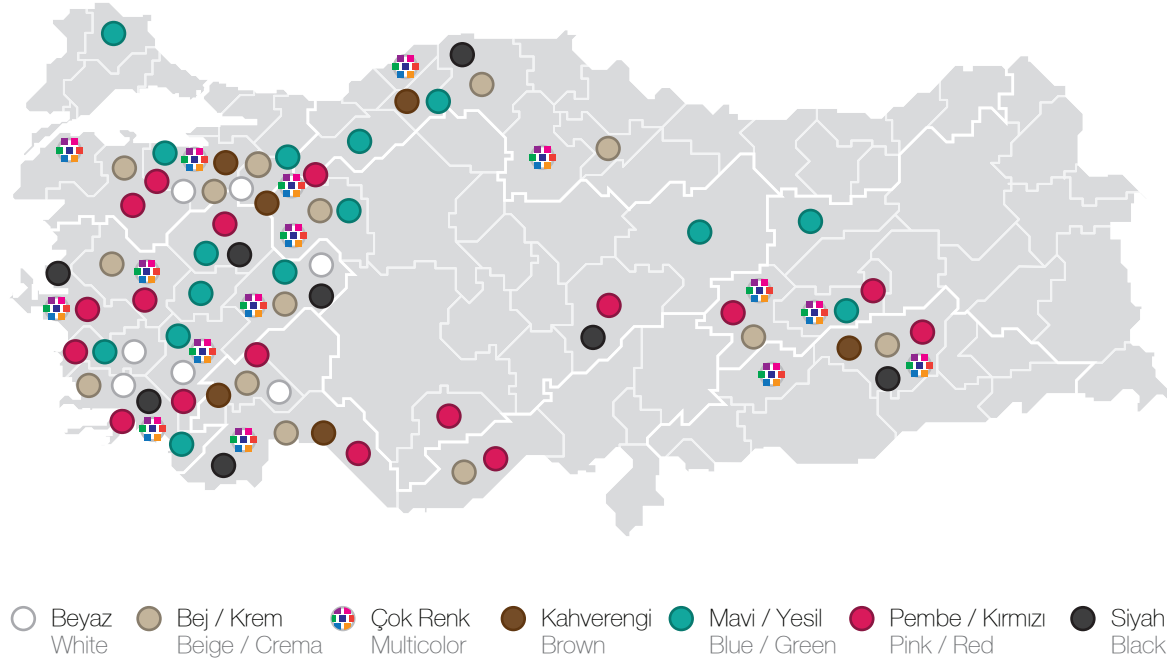 Beyaz
White
Bej / Krem
Beige / Crema
Çok Renk
Multicolor
Kahverengi
Brown
Mavi / Yesil
Blue / Green
Pembe / Kırmızı
Pink / Red
Siyah
Black